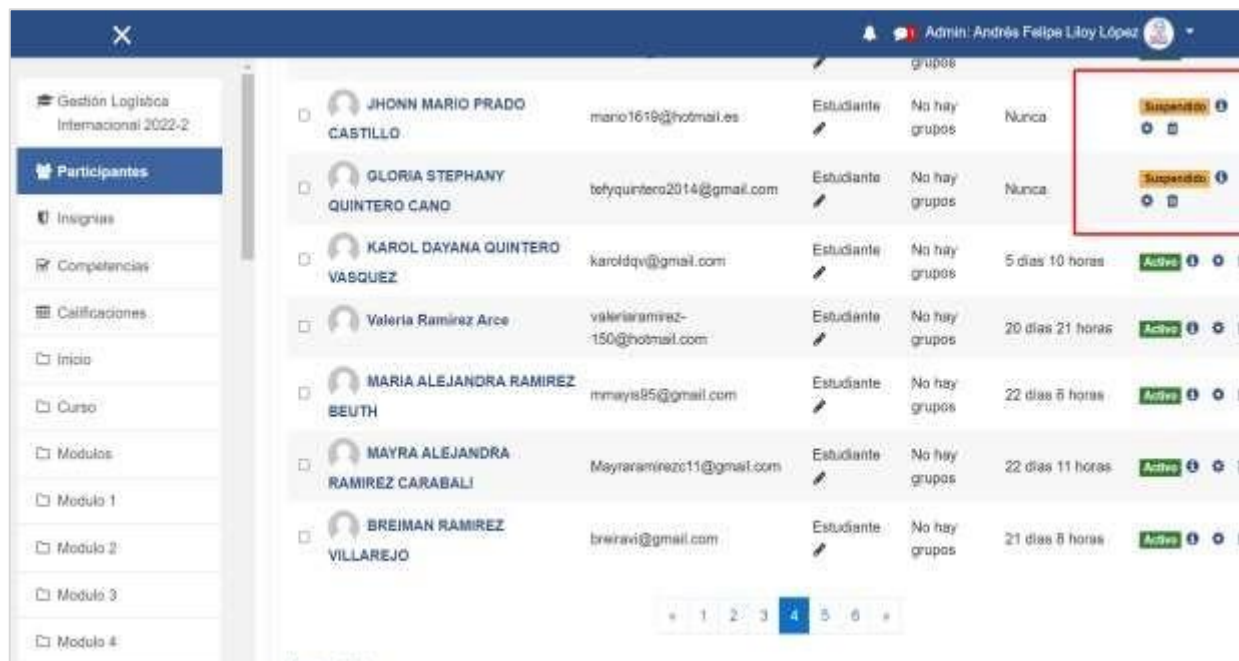 Admin: Andrés Felipe Liloy López
Gestión Logística
Internacional 2022-2
Participantes
Insignias
Competencias
Calificaciones
Inicio
Curso
Modulos
Modulo 1
Modulo 2
Modulo 3
Modulo 4
grupos
JHONN MARIO PRADO
CASTILLO
mario1619@hotmail.es
Estudiante
No hay
grupos
Nunca
Suspendido
GLORIA STEPHANY
QUINTERO CANO
tefyquintero2014@gmail.com
Estudiante
No hay
grupos
Nunca
Suspendido
KAROL DAYANA QUINTERO
VASQUEZ
karoldqv@gmail.com
Estudiante
No hay
grupos
5 días 10 horas
Activo
Valeria Ramirez Arce
valeriaramirez-
150@hotmail.com
Estudiante
No hay
grupos
20 días 21 horas
Activo
MARIA ALEJANDRA RAMIREZ
BEUTH
mmayis95@gmail.com
Estudiante
No hay
grupos
22 días 6 horas
Activo
MAYRA ALEJANDRA
RAMIREZ CARABALI
Mayraramirezc11@gmail.com
Estudiante
No hay
grupos
22 días 11 horas
Activo
BREIMAN RAMIREZ
VILLAREJO
breiravi@gmail.com
Estudiante
No hay
grupos
21 días 8 horas
Activo
« 1 2 3 4 5 6 »